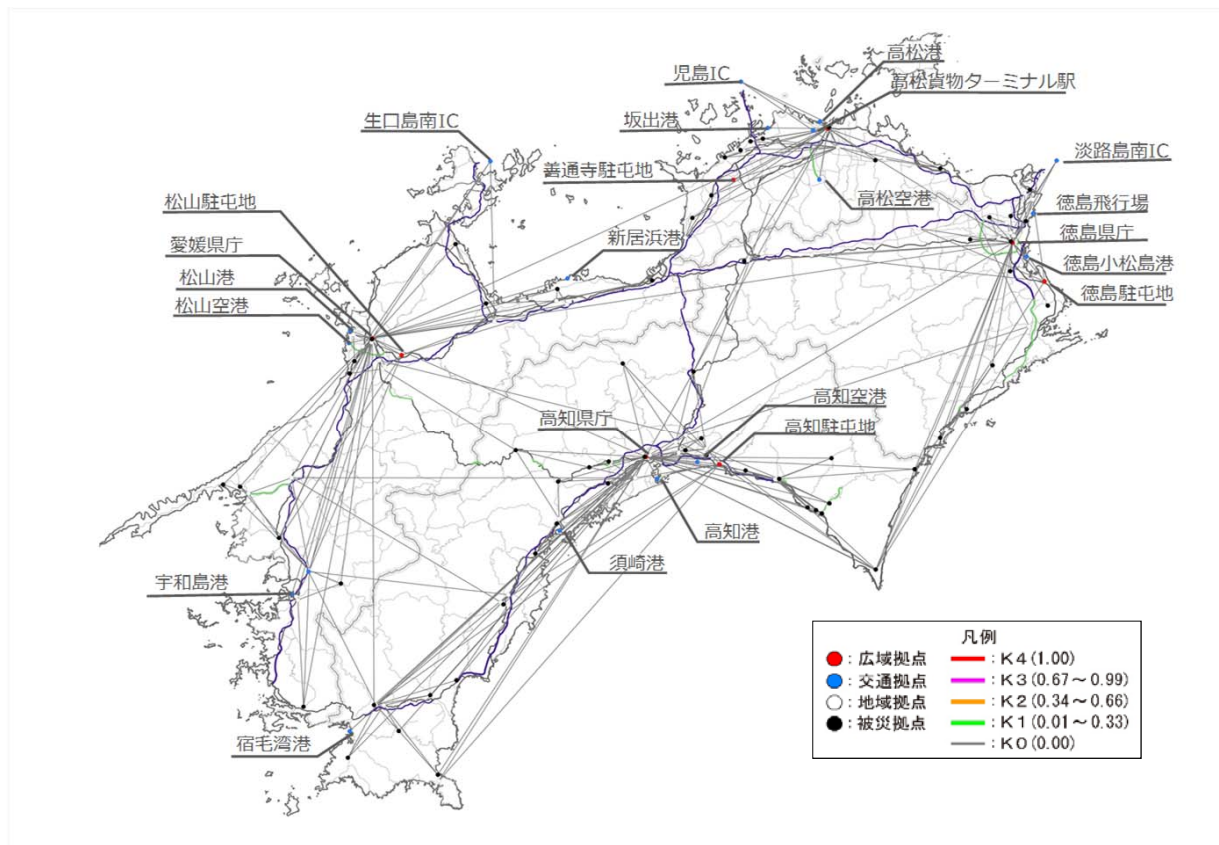 高松港
児島IC
高松貨物ターミナル駅
坂出港
生口島南IC
淡路島南IC
善通寺駐屯地
高松空港
松山駐屯地
徳島飛行場
愛媛県庁
新居浜港
徳島県庁
松山港
徳島小松島港
松山空港
徳島駐屯地
高知空港
高知県庁
高知駐屯地
高知港
須崎港
宇和島港
宿毛湾港
凡例
：広域拠点 ：K4(1.00)
：交通拠点 ：K3(0.67～0.99)
：地域拠点 ：K2(0.34～0.66)
：被災拠点 ：K1(0.01～0.33)
：K0(0.00)